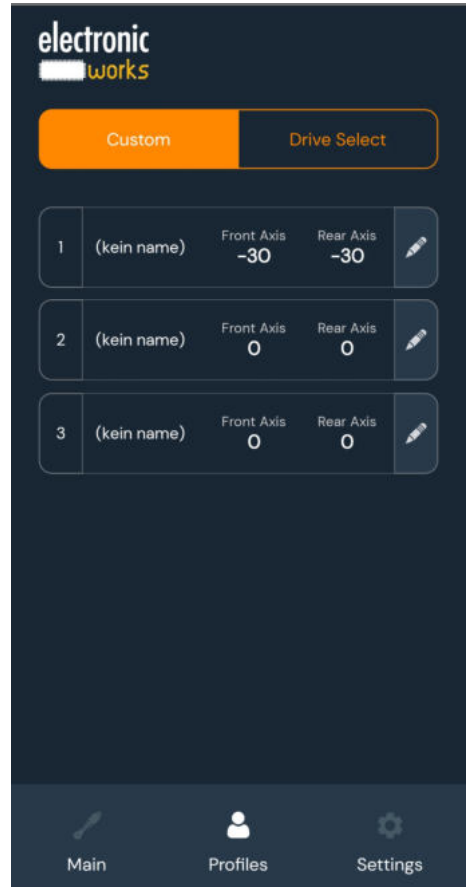 electronic
works
Custom
Drive Select
1 (kein name) Front Axis -30 Rear Axis -30
2 (kein name) Front Axis 0 Rear Axis 0
3 (kein name) Front Axis 0 Rear Axis 0
Main
Profiles
Settings